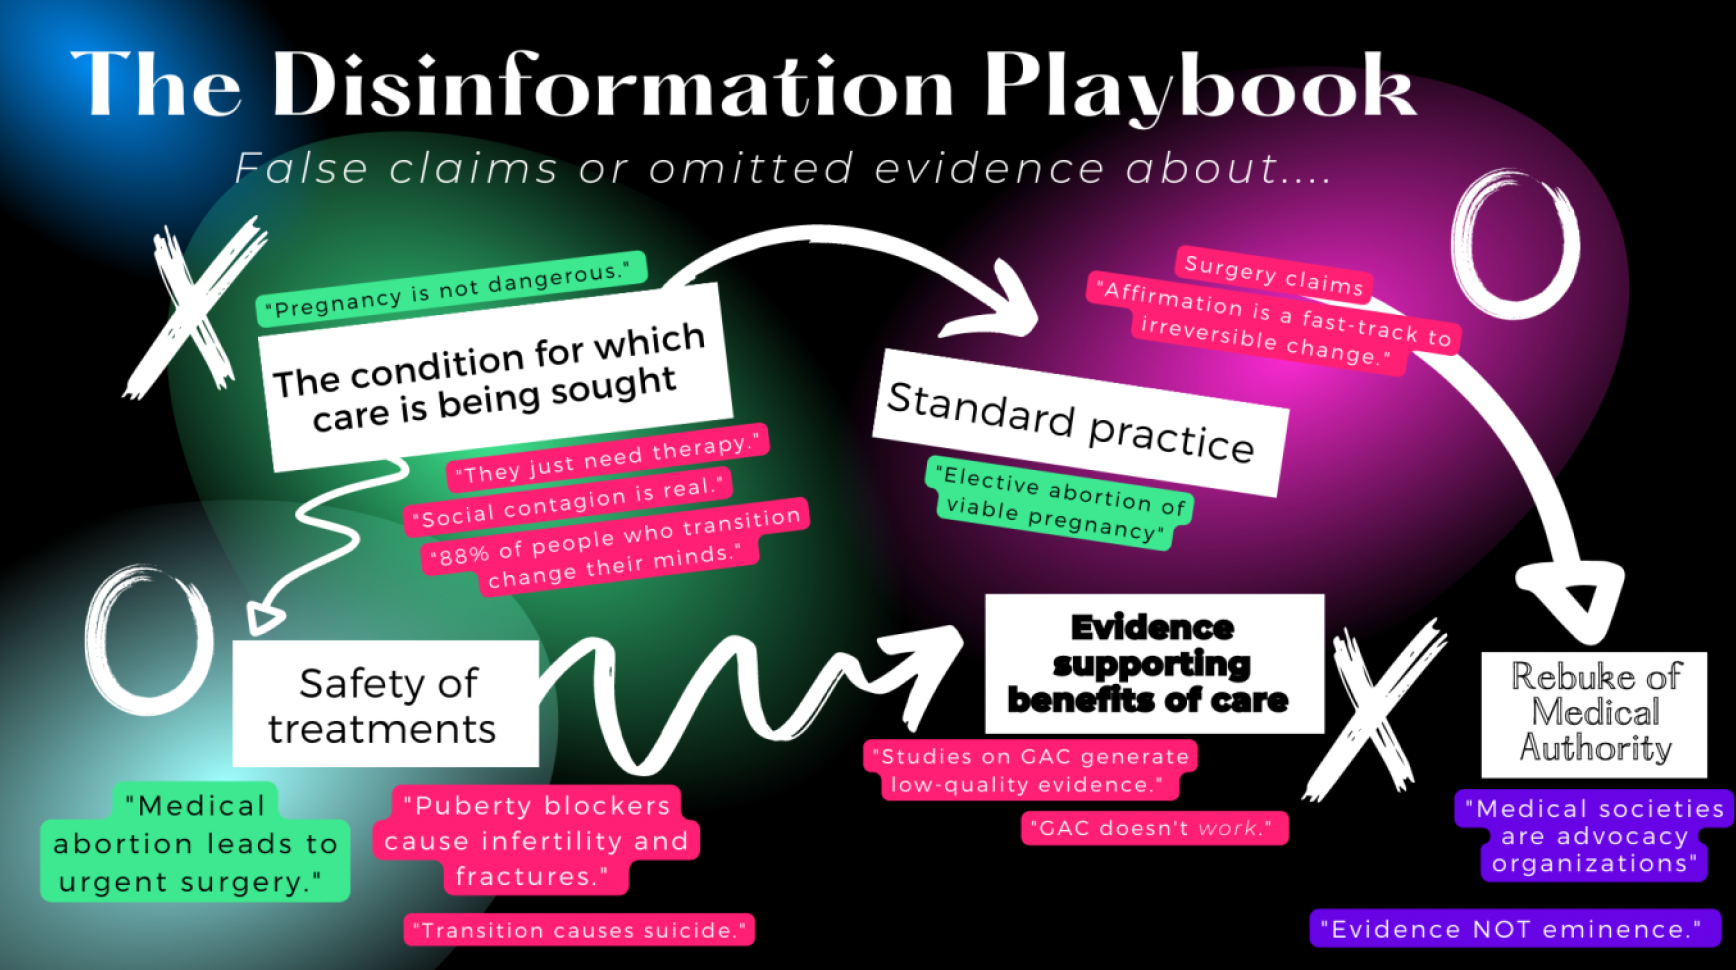 The Disinformation Playbook
False claims or omitted evidence about....
"Pregnancy is not dangerous."
The condition for which
care is being sought
"They just need therapy."
"Social contagion is real."
"88% of people who transition
change their minds."
Surgery claims
"Affirmation is a fast-track to
irreversible change."
Standard practice
"Elective abortion of
viable pregnancy"
Safety of
treatments
"Medical
abortion leads to
urgent surgery."
"Puberty blockers
cause infertility and
fractures."
"Transition causes suicide."
Evidence
supporting
benefits of care
"Studies on GAC generate
low-quality evidence."
"GAC doesn't work."
Rebuke of
Medical
Authority
"Medical societies
are advocacy
organizations"
"Evidence NOT eminence."